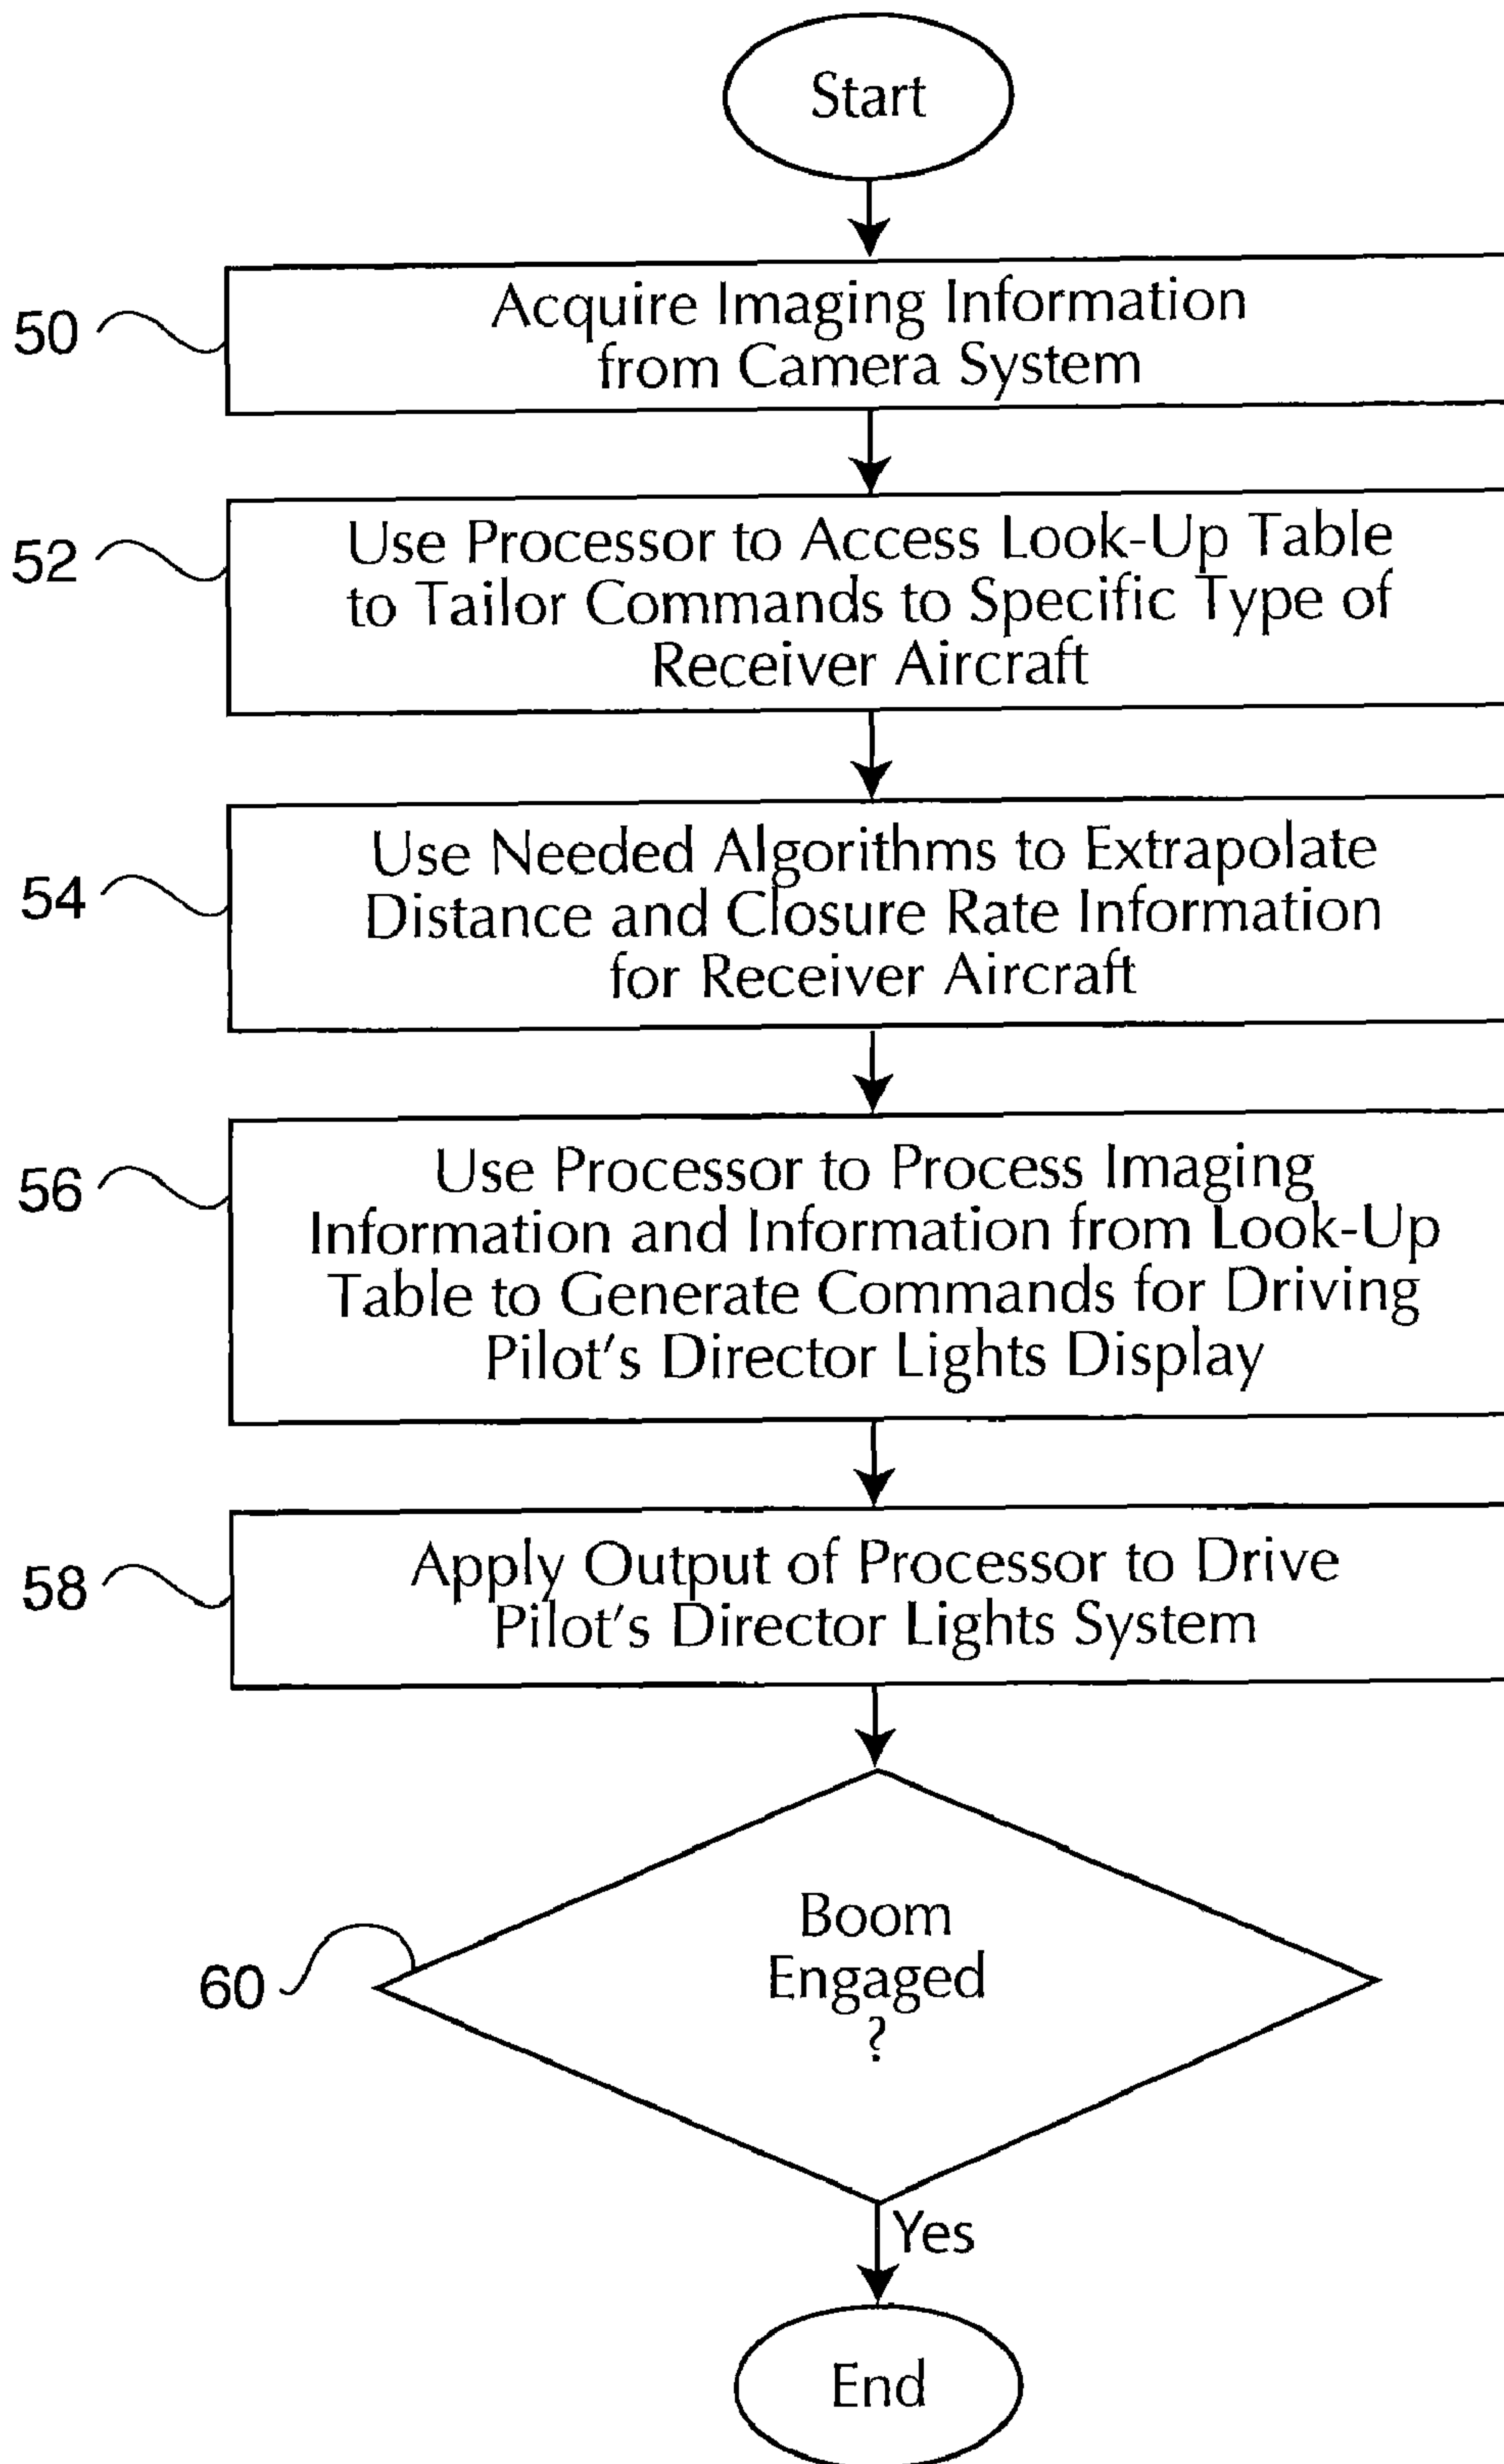 Start
50
Acquire Imaging Information
from Camera System
52
Use Processor to Access Look-Up Table
to Tailor Commands to Specific Type of
Receiver Aircraft
54
Use Needed Algorithms to Extrapolate
Distance and Closure Rate Information
for Receiver Aircraft
56
Use Processor to Process Imaging
Information and Information from Look-Up
Table to Generate Commands for Driving
Pilot's Director Lights Display
58
Apply Output of Processor to Drive
Pilot's Director Lights System
60
Boom
Engaged
?
Yes
End